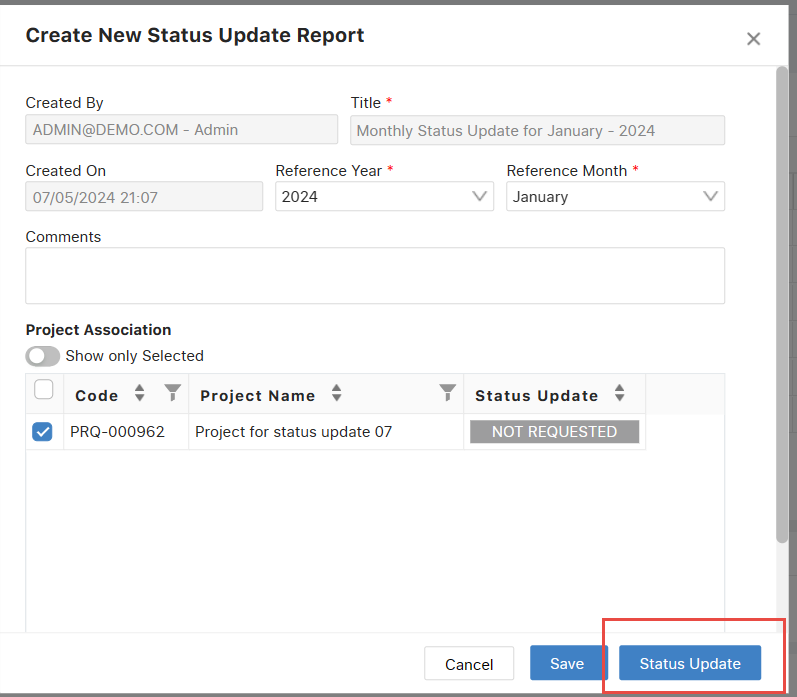 Create New Status Update Report
Created By
Title *
ADMIN@DEMO.COM - Admin
Monthly Status Update for January - 2024
Created On
Reference Year *
Reference Month *
07/05/2024 21:07
2024
January
Comments
Project Association
Show only Selected
Code
Project Name
Status Update
PRQ-000962
Project for status update 07
NOT REQUESTED
Cancel
Save
Status Update